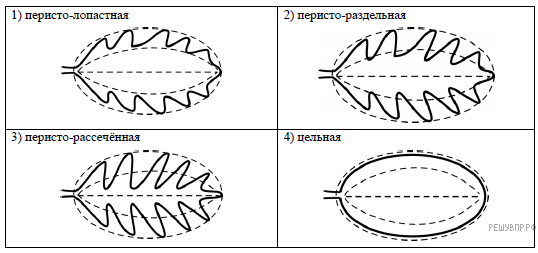 1) перисто-лопастная
2) перисто-раздельная
3) перисто-рассечённая
4) цельная
РЕШУВПР.РФ